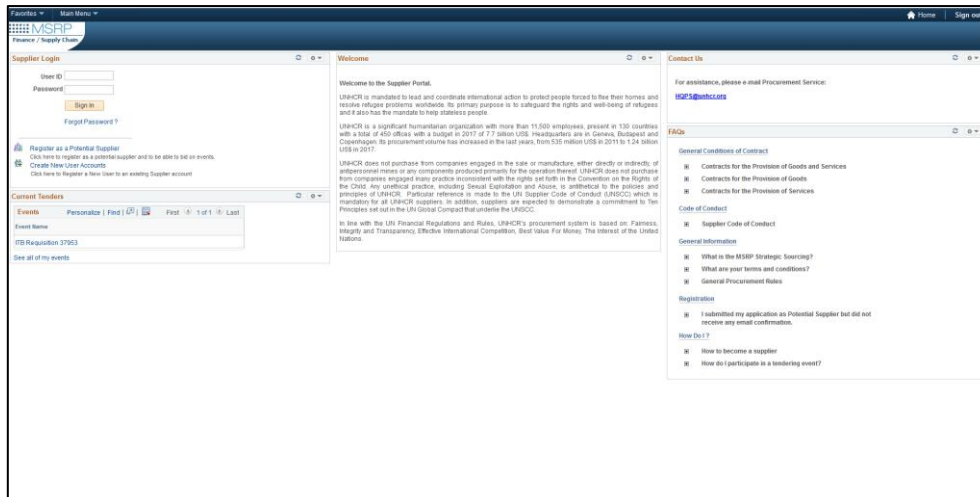 Favorites Main Menu Home Sign out
MSRP
Finance / Supply Chain
Supplier Login
User ID
Password
Sign In
Forgot Password ?
Register as a Potential Supplier
Click here to register as a potential supplier and to be able to bid on events.
Create New User Accounts
Click here to Register a New User to an existing Supplier account
Current Tenders
Events Personalize | Find | First 1 of 1 Last
Event Name
ITB Requisition 37953
See all of my events
Welcome
Welcome to the Supplier Portal.
UNHCR is mandated to lead and coordinate international action to protect people forced to flee their homes and
resolve refugee problems worldwide. Its primary purpose is to safeguard the rights and well-being of refugees
and it also has the mandate to help stateless people.
UNHCR is a significant humanitarian organization with more than 11,500 employees, present in 130 countries
with a total of 450 offices with a budget in 2017 of 7.7 billion US$. Headquarters are in Geneva, Budapest and
Copenhagen. Its procurement volume has increased in the last years, from 535 million US$ in 2011 to 1.24 billion
US$ in 2017.
UNHCR does not purchase from companies engaged in the sale or manufacture, either directly or indirectly, of
antipersonnel mines or any components produced primarily for the operation thereof. UNHCR does not purchase
from companies engaged in any practice inconsistent with the rights set forth in the Convention on the Rights of
the Child. Any unethical practice, including Sexual Exploitation and Abuse, is antithetical to the policies and
principles of UNHCR. Particular reference is made to the UN Supplier Code of Conduct (UNSCC) which is
mandatory for all UNHCR suppliers. In addition, suppliers are expected to demonstrate a commitment to Ten
Principles set out in the UN Global Compact that underlie the UNSCC.
In line with the UN Financial Regulations and Rules, UNHCR's procurement system is based on: Fairness,
Integrity and Transparency, Effective International Competition, Best Value For Money, The Interest of the United
Nations.
Contact Us
For assistance, please e-mail Procurement Service:
HQPS@unhcr.org
FAQs
General Conditions of Contract
Contracts for the Provision of Goods and Services
Contracts for the Provision of Goods
Contracts for the Provision of Services
Code of Conduct
Supplier Code of Conduct
General Information
What is the MSRP Strategic Sourcing?
What are your terms and conditions?
General Procurement Rules
Registration
I submitted my application as Potential Supplier but did not
receive any email confirmation.
How Do I ?
How to become a supplier
How do I participate in a tendering event?